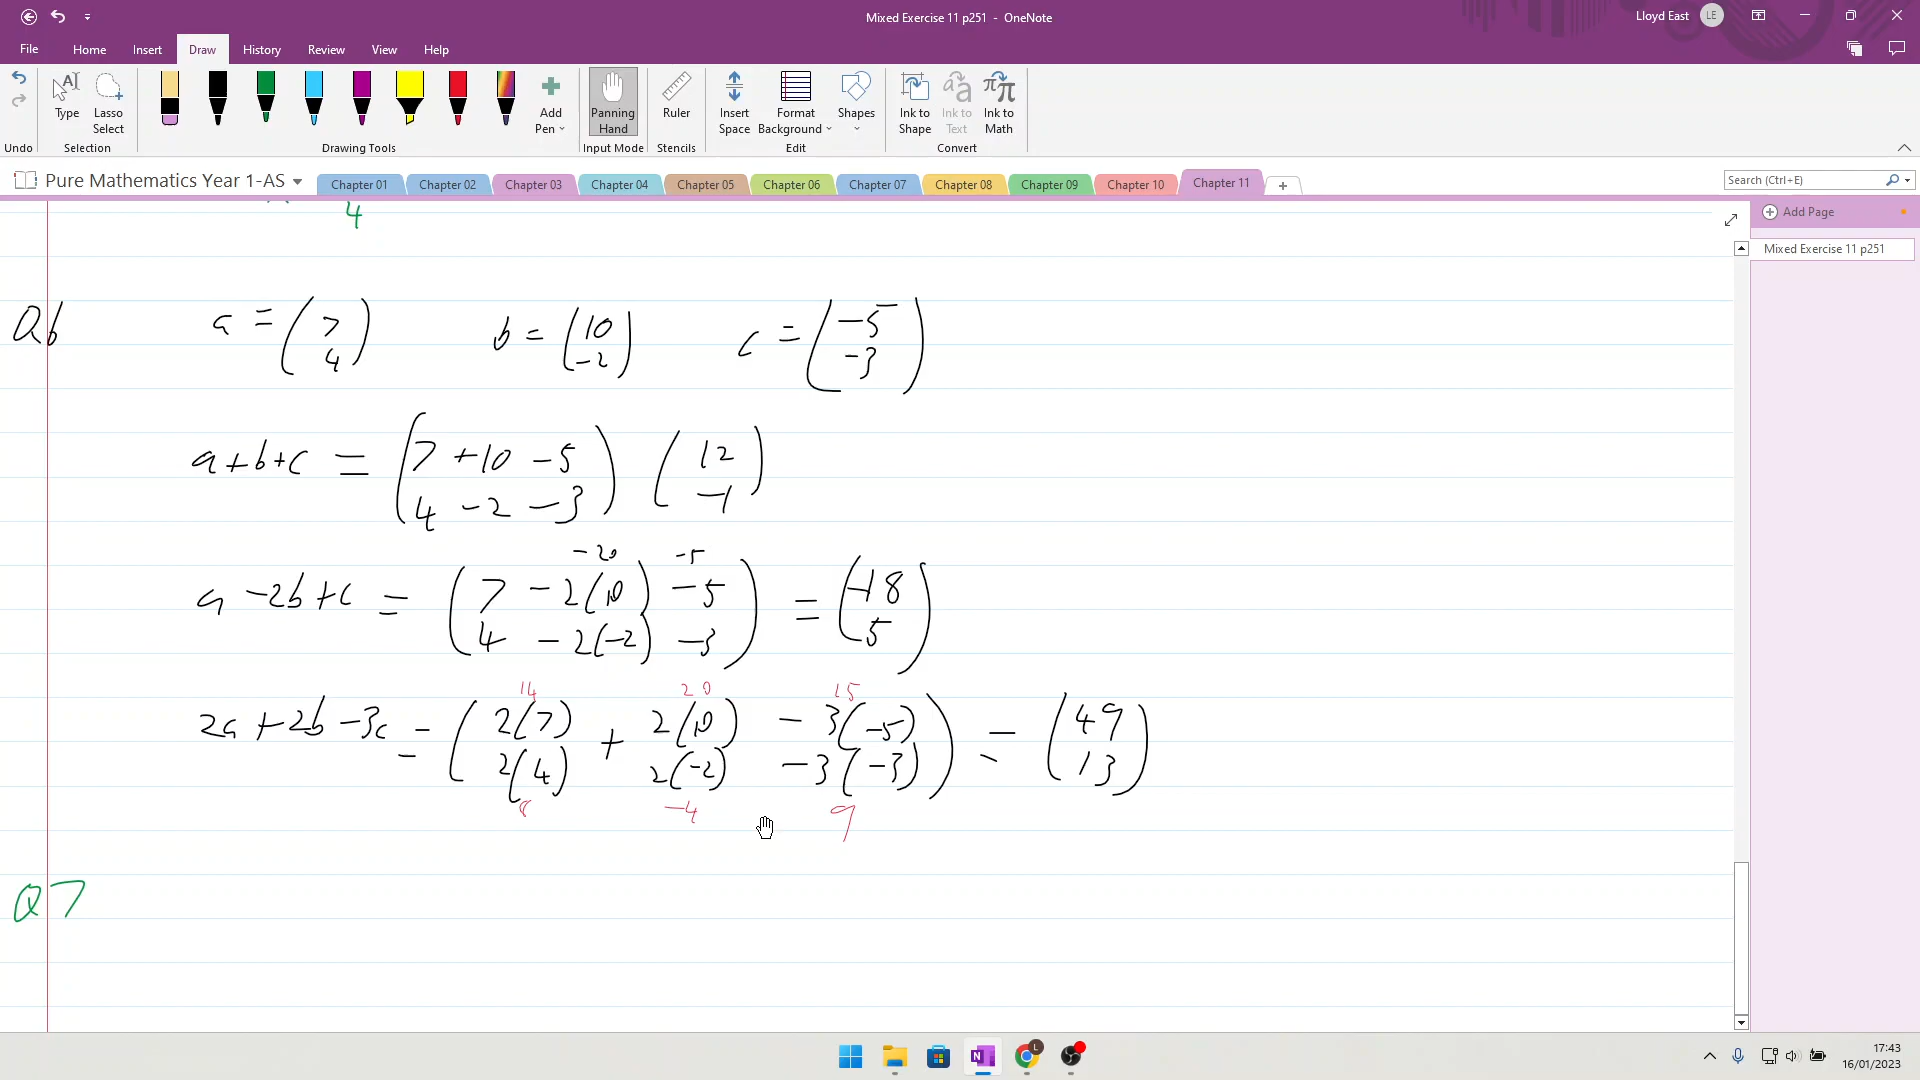 Mixed Exercise 11 p251 - OneNote
Lloyd East LE
File Home Insert Draw History Review View Help
Type
Lasso Select
Add Pen
Panning Hand
Ruler
Insert Space
Format Background
Shapes
Ink to Shape
Ink to Text
Ink to Math
Undo Selection Drawing Tools Input Mode Stencils Edit Convert
Pure Mathematics Year 1-AS Chapter 01 Chapter 02 Chapter 03 Chapter 04 Chapter 05 Chapter 06 Chapter 07 Chapter 08 Chapter 09 Chapter 10 Chapter 11 + Search (Ctrl+E)
Add Page
Mixed Exercise 11 p251
4
Q6 a = (7 4) b = (10 -2) c = (-5 -3)
a+b+c = (7 +10 -5
4 -2 -3) (12 -1)
-20 -5
a -2b+c = (7 -2(10) -5
4 -2(-2) -3) = (-18 5)
14 20 15
2a +2b -3c = (2(7) + 2(10) -3(-5)
2(4) 2(-2) -3(-3)) = (49 13)
8 -4 9
Q7
17:43
16/01/2023